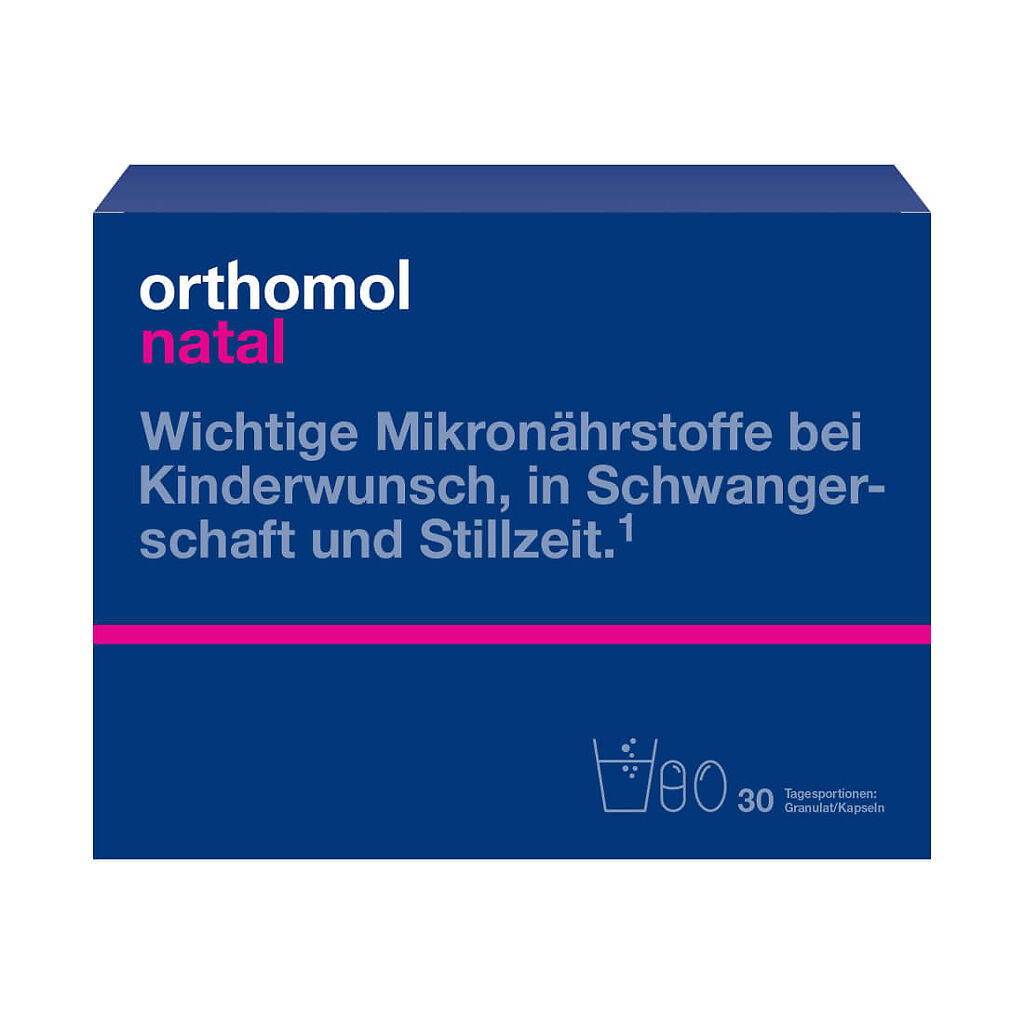 orthomol
natal
Wichtige Mikronährstoffe bei
Kinderwunsch, in Schwanger-
schaft und Stillzeit.¹
30 Tagesportionen:
Granulat/Kapseln